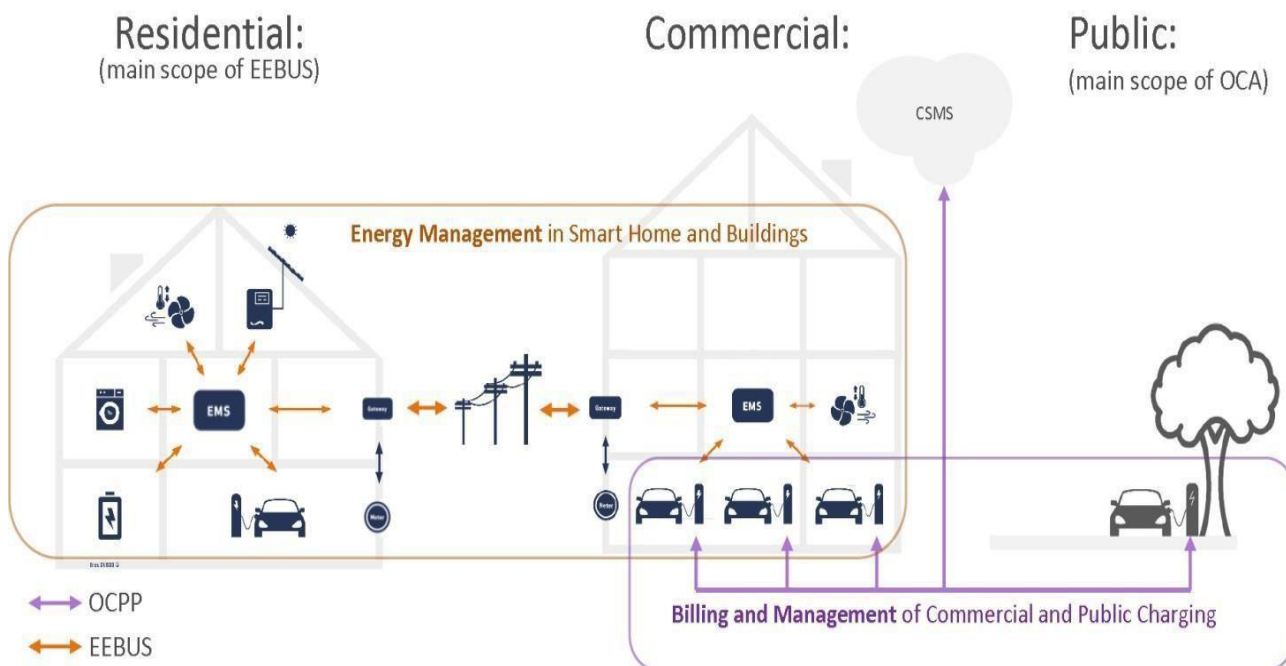 Residential:
(main scope of EEBUS)
Commercial:
Public:
(main scope of OCA)
CSMS
Energy Management in Smart Home and Buildings
EMS
Gateway
Gateway
EMS
Meter
Meter
Billing and Management of Commercial and Public Charging
OCPP
EEBUS